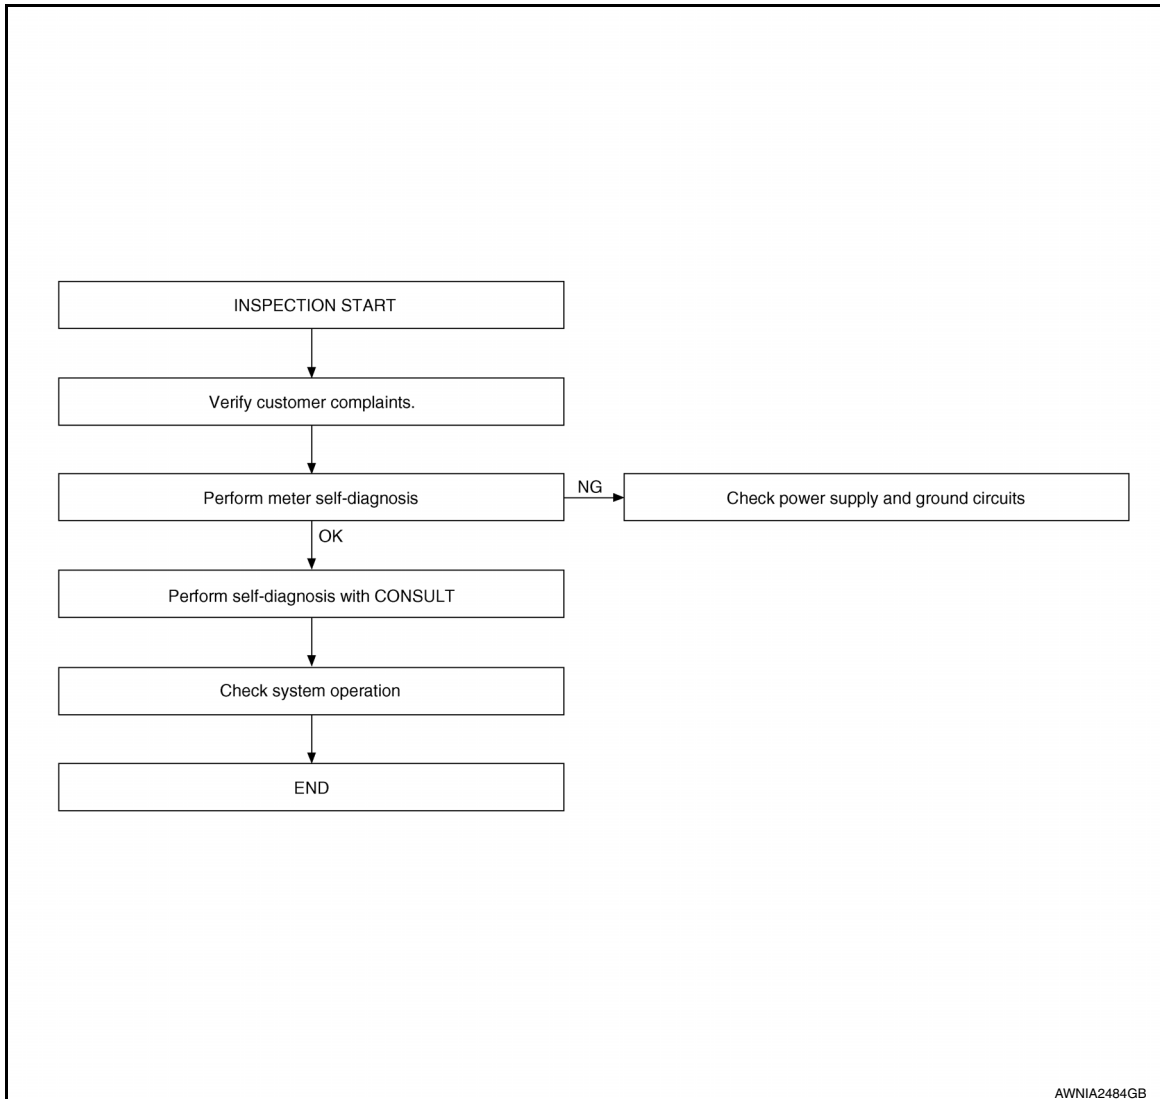 INSPECTION START
Verify customer complaints.
Perform meter self-diagnosis
NG
Check power supply and ground circuits
OK
Perform self-diagnosis with CONSULT
Check system operation
END
AWNIA2484GB